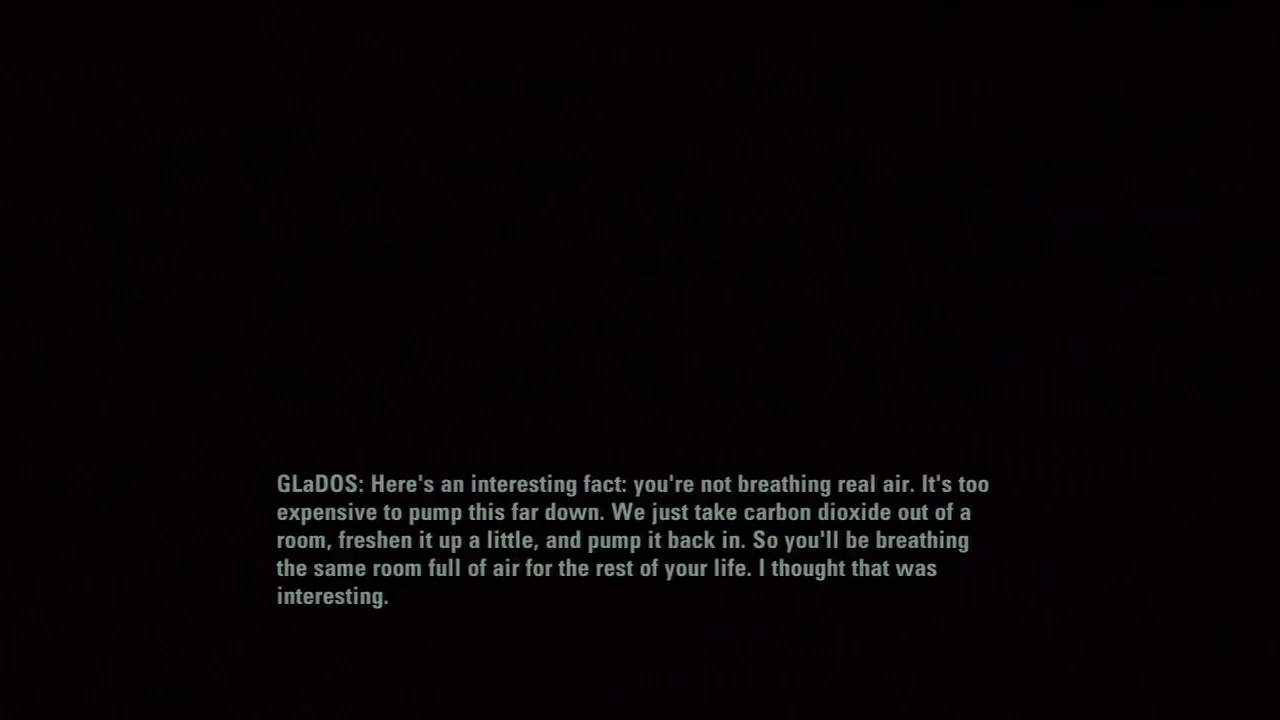 GLaDOS: Here's an interesting fact: you're not breathing real air. It's too
expensive to pump this far down. We just take carbon dioxide out of a
room, freshen it up a little, and pump it back in. So you'll be breathing
the same room full of air for the rest of your life. I thought that was
interesting.